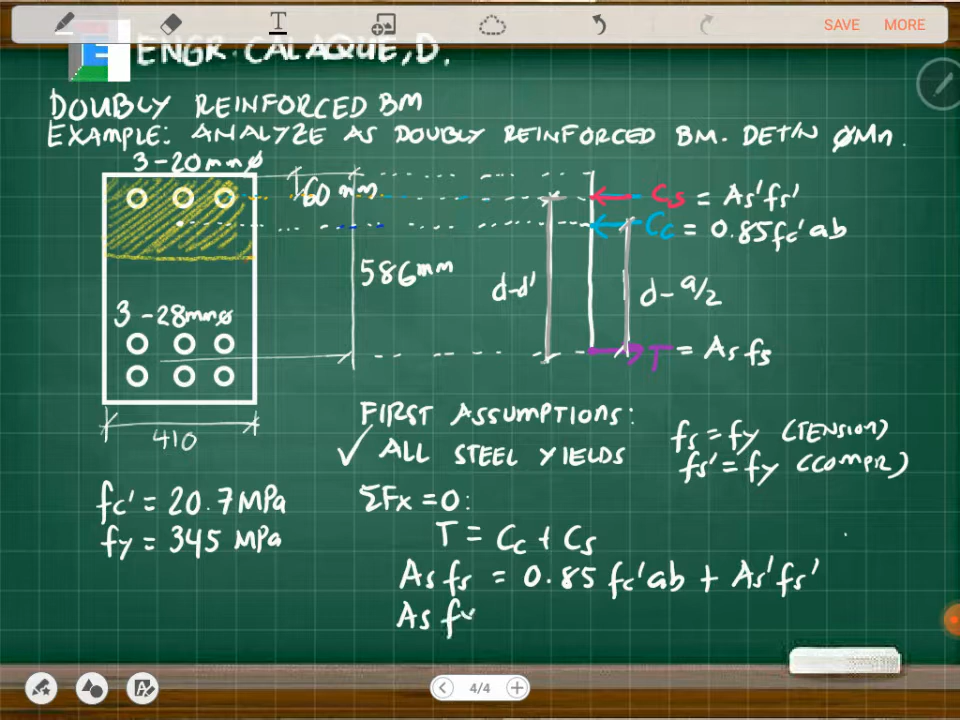 T
SAVE
MORE
E ENGR. CALAQUE, D.
DOUBLY REINFORCED BM
EXAMPLE: ANALYZE AS DOUBLY REINFORCED BM. DET/N ØMn.
3-20mmø
60 mm
Cs = As'fs'
Cc = 0.85fc'ab
586mm
d-d'
d-a/2
3-28mmø
T = As fs
410
FIRST ASSUMPTIONS:
✓ ALL STEEL YIELDS
fs = fy (TENSION)
fs' = fy (COMPR)
fc' = 20.7 MPa
fy = 345 MPa
ΣFx = 0:
T = Cc + Cs
As fs = 0.85 fc'ab + As'fs'
As fy
4/4
A